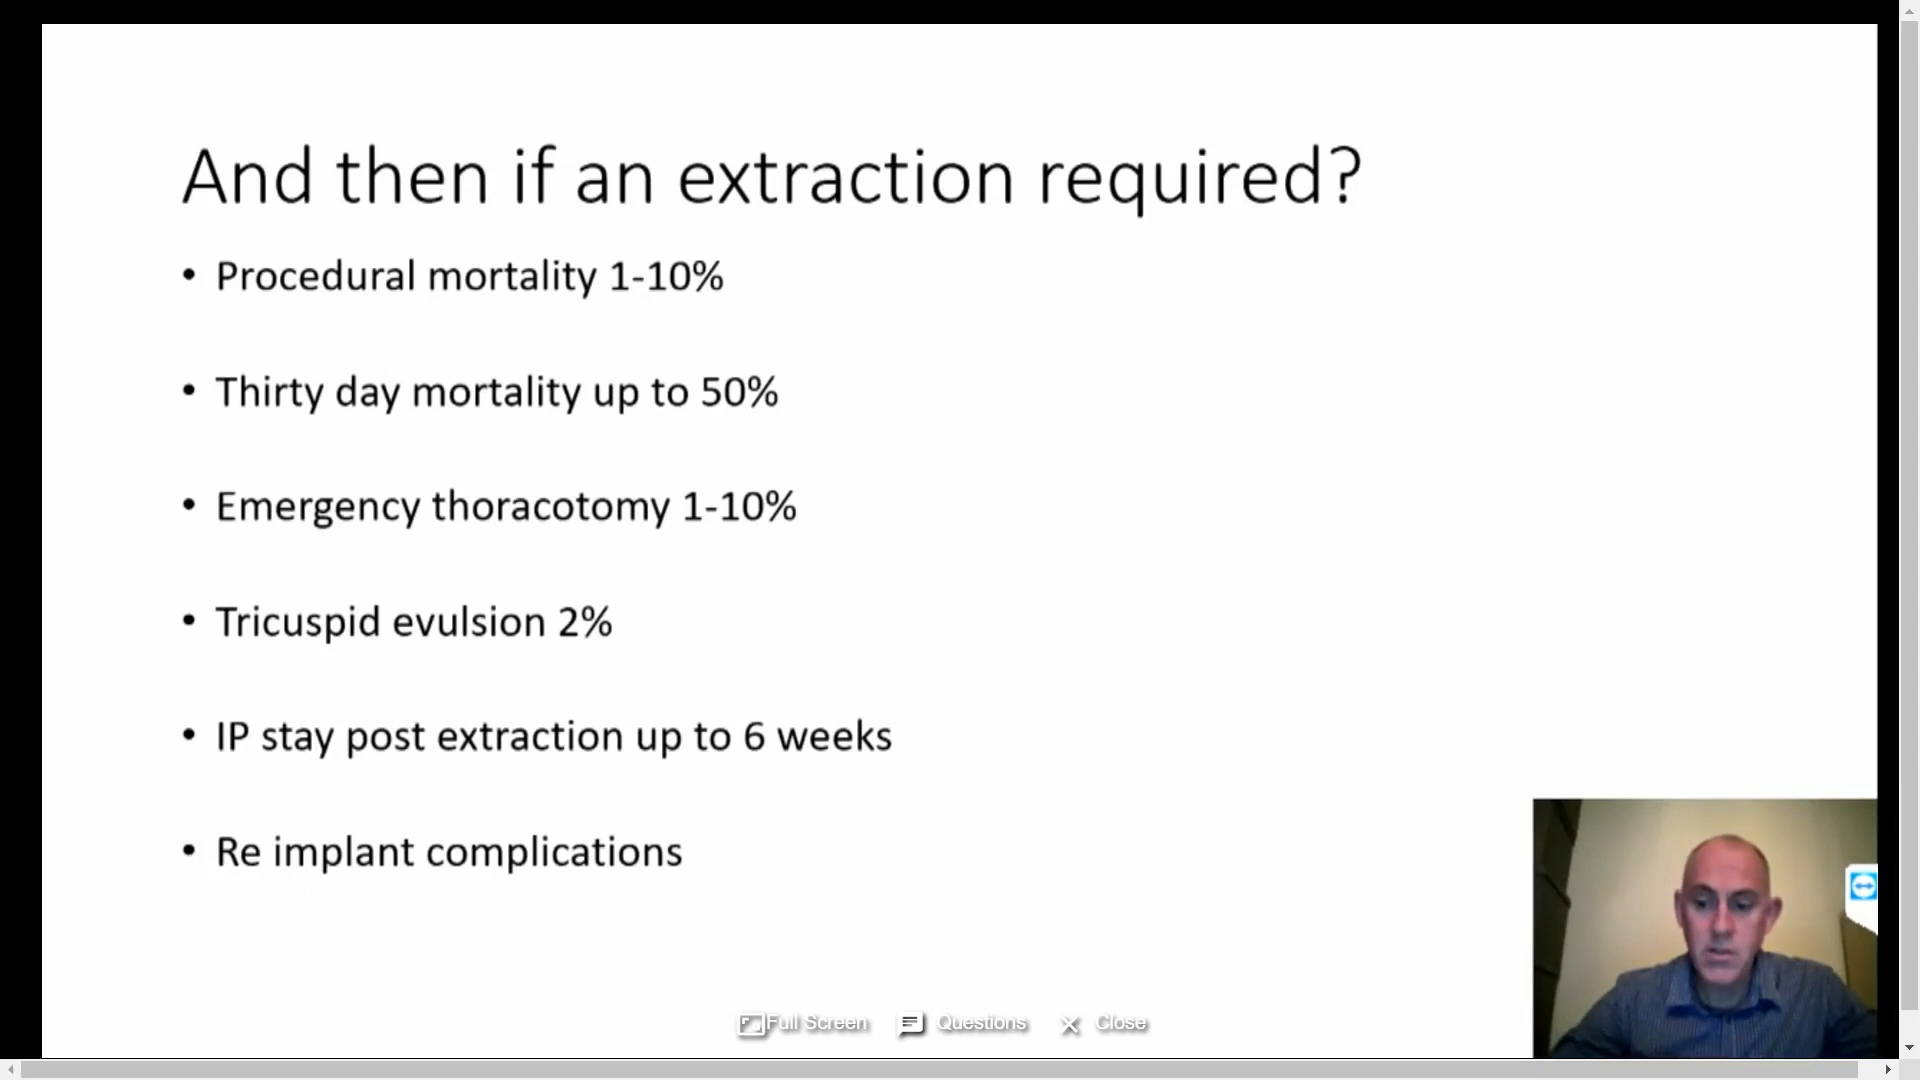 And then if an extraction required?
• Procedural mortality 1-10%
• Thirty day mortality up to 50%
• Emergency thoracotomy 1-10%
• Tricuspid evulsion 2%
• IP stay post extraction up to 6 weeks
• Re implant complications
Full Screen Questions Close